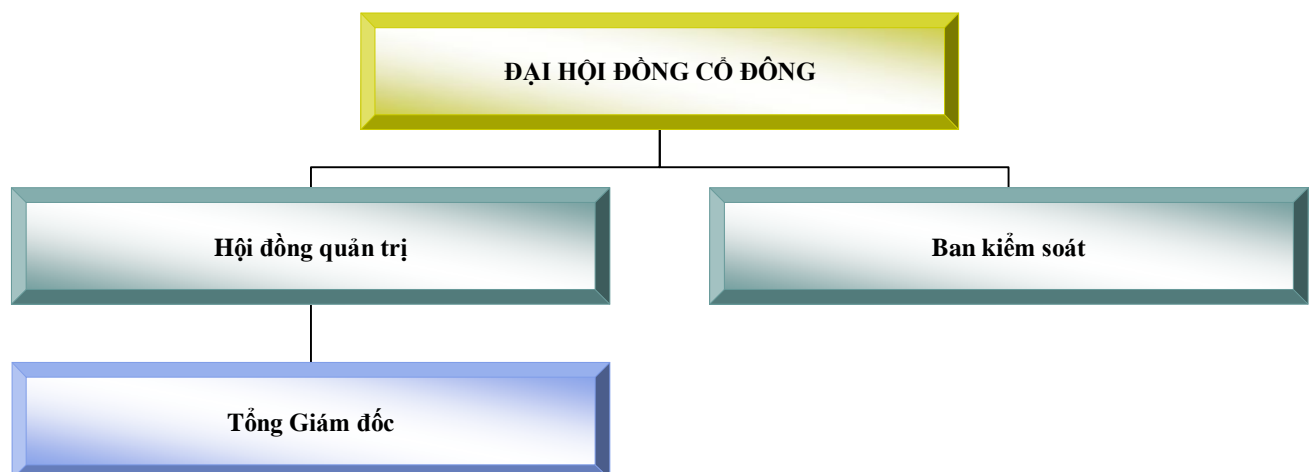 ĐẠI HỘI ĐỒNG CỔ ĐÔNG
Hội đồng quản trị
Ban kiểm soát
Tổng Giám đốc